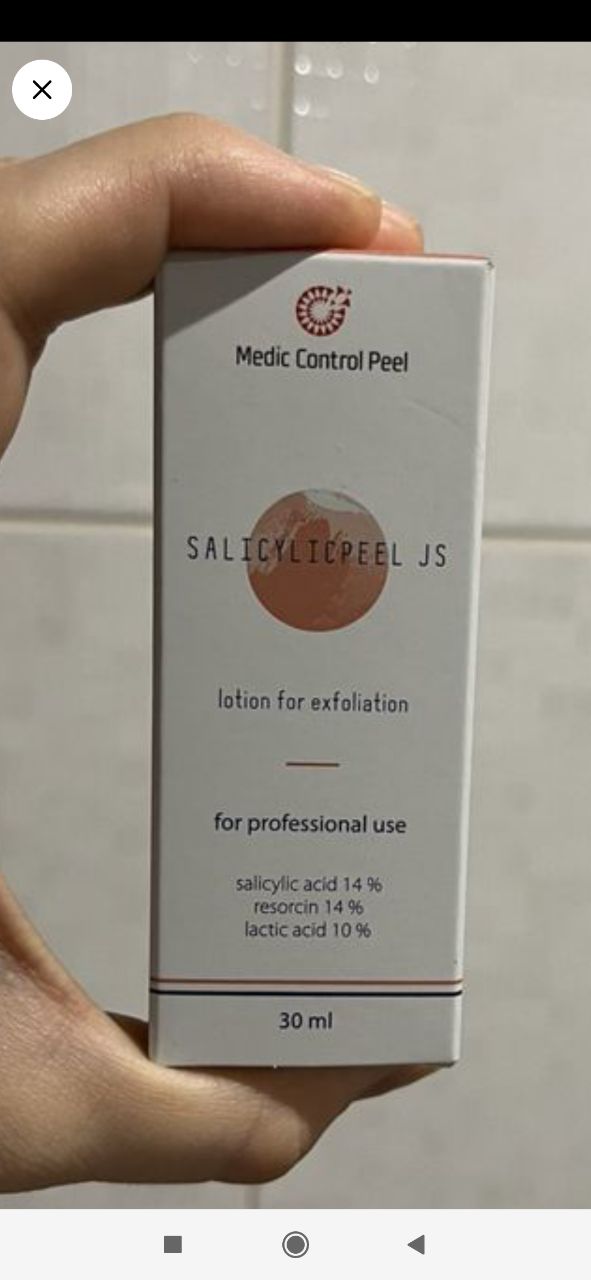 Medic Control Peel
SALICYLICPEEL JS
lotion for exfoliation
for professional use
salicylic acid 14 %
resorcin 14 %
lactic acid 10 %
30 ml